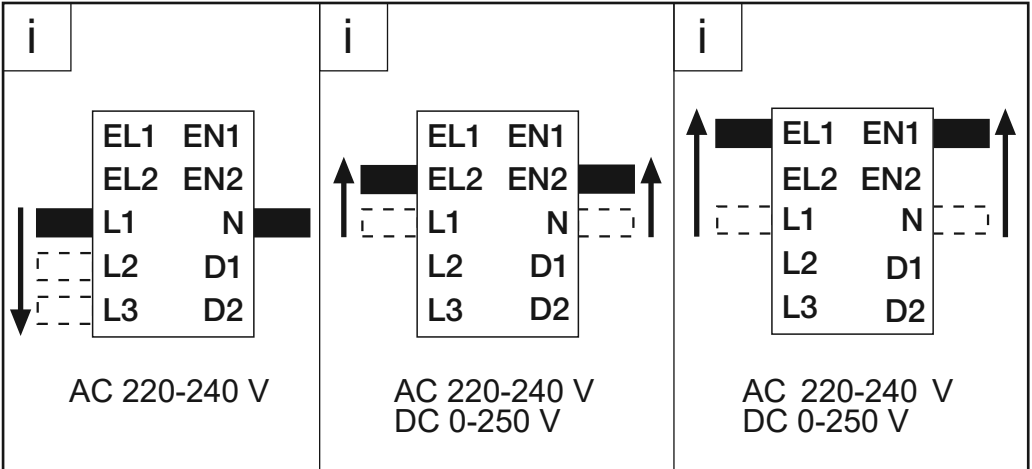 i
EL1 EN1
EL2 EN2
L1 N
L2 D1
L3 D2
AC 220-240 V
i
EL1 EN1
EL2 EN2
L1 N
L2 D1
L3 D2
AC 220-240 V
DC 0-250 V
i
EL1 EN1
EL2 EN2
L1 N
L2 D1
L3 D2
AC 220-240 V
DC 0-250 V